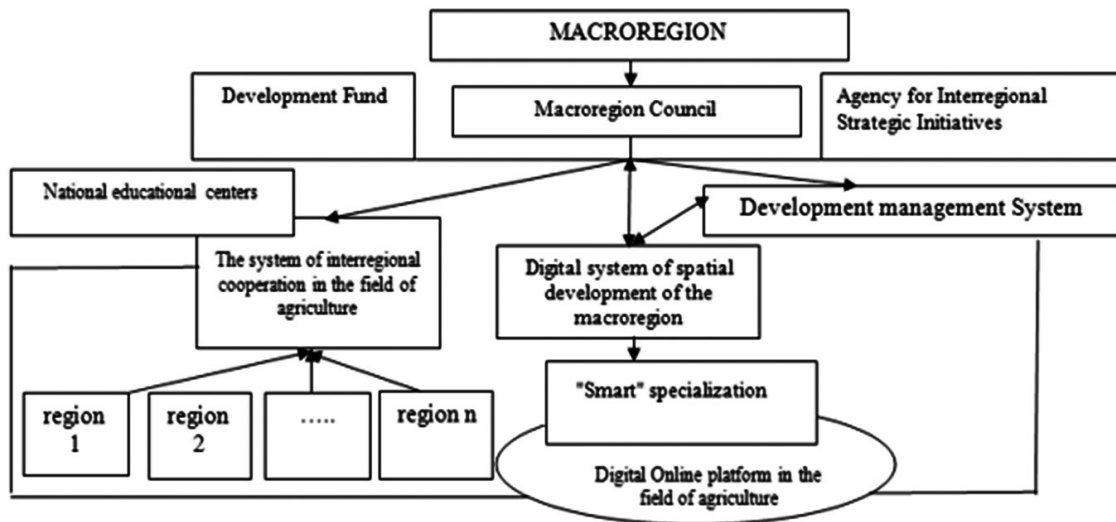 MACROREGION
Development Fund
Macroregion Council
Agency for Interregional
Strategic Initiatives
National educational centers
Development management System
The system of interregional
cooperation in the field of
agriculture
Digital system of spatial
development of the
macroregion
"Smart" specialization
region
1
region
2
.....
region n
Digital Online platform in the
field of agriculture